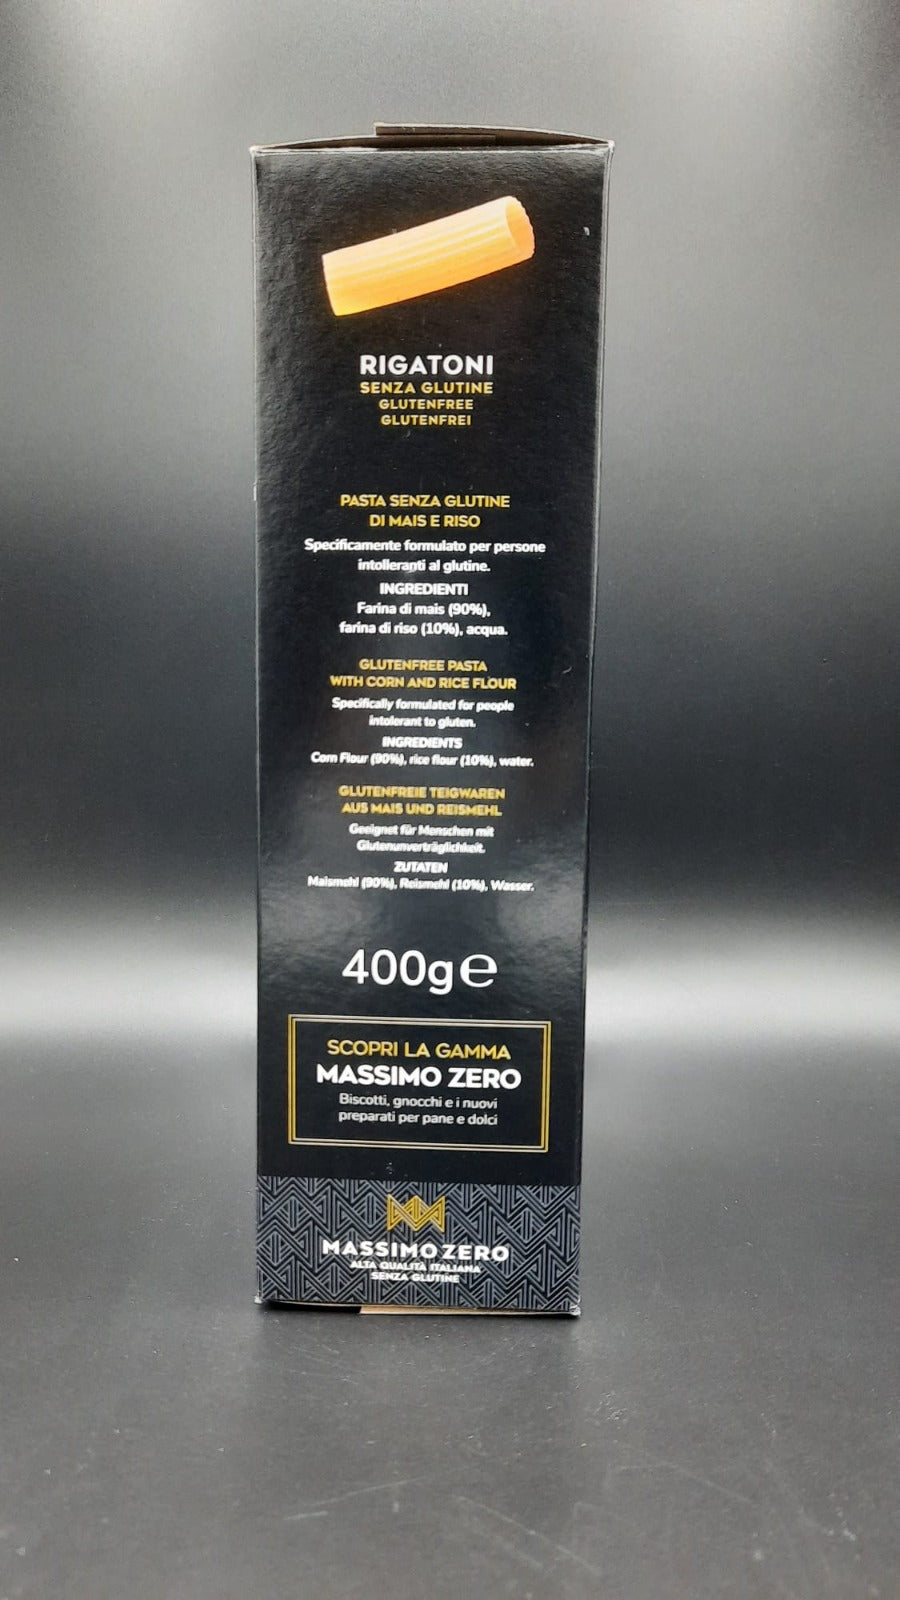 RIGATONI
SENZA GLUTINE
GLUTENFREE
GLUTENFREI
PASTA SENZA GLUTINE
DI MAIS E RISO
Specificamente formulato per persone
intolleranti al glutine.
INGREDIENTI
Farina di mais (90%),
farina di riso (10%), acqua.
GLUTENFREE PASTA
WITH CORN AND RICE FLOUR
Specifically formulated for people
intolerant to gluten.
INGREDIENTS
Corn Flour (90%), rice flour (10%), water.
GLUTENFREIE TEIGWAREN
AUS MAIS UND REISMEHL
Geeignet für Menschen mit
Glutenunverträglichkeit.
ZUTATEN
Maismehl (90%), Reismehl (10%), Wasser.
400g℮
SCOPRI LA GAMMA
MASSIMO ZERO
Biscotti, gnocchi e i nuovi
preparati per pane e dolci
MASSIMO ZERO
ALTA QUALITÀ ITALIANA
SENZA GLUTINE